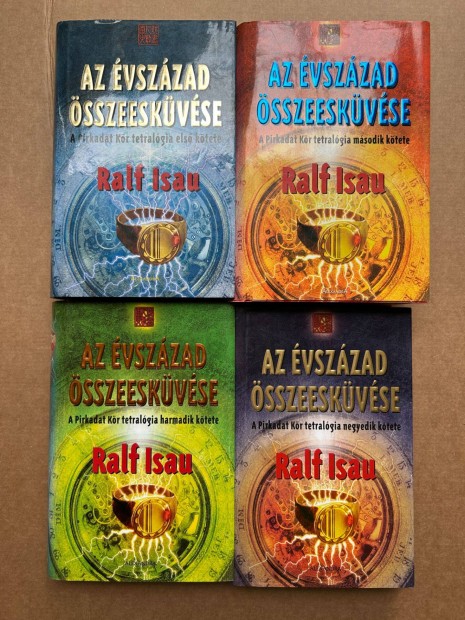 AZ ÉVSZÁZAD
ÖSSZEESKÜVÉSE
A Pirkadat Kör tetralógia első kötete
Ralf Isau
AZ ÉVSZÁZAD
ÖSSZEESKÜVÉSE
A Pirkadat Kör tetralógia második kötete
Ralf Isau
AZ ÉVSZÁZAD
ÖSSZEESKÜVÉSE
A Pirkadat Kör tetralógia harmadik kötete
Ralf Isau
AZ ÉVSZÁZAD
ÖSSZEESKÜVÉSE
A Pirkadat Kör tetralógia negyedik kötete
Ralf Isau